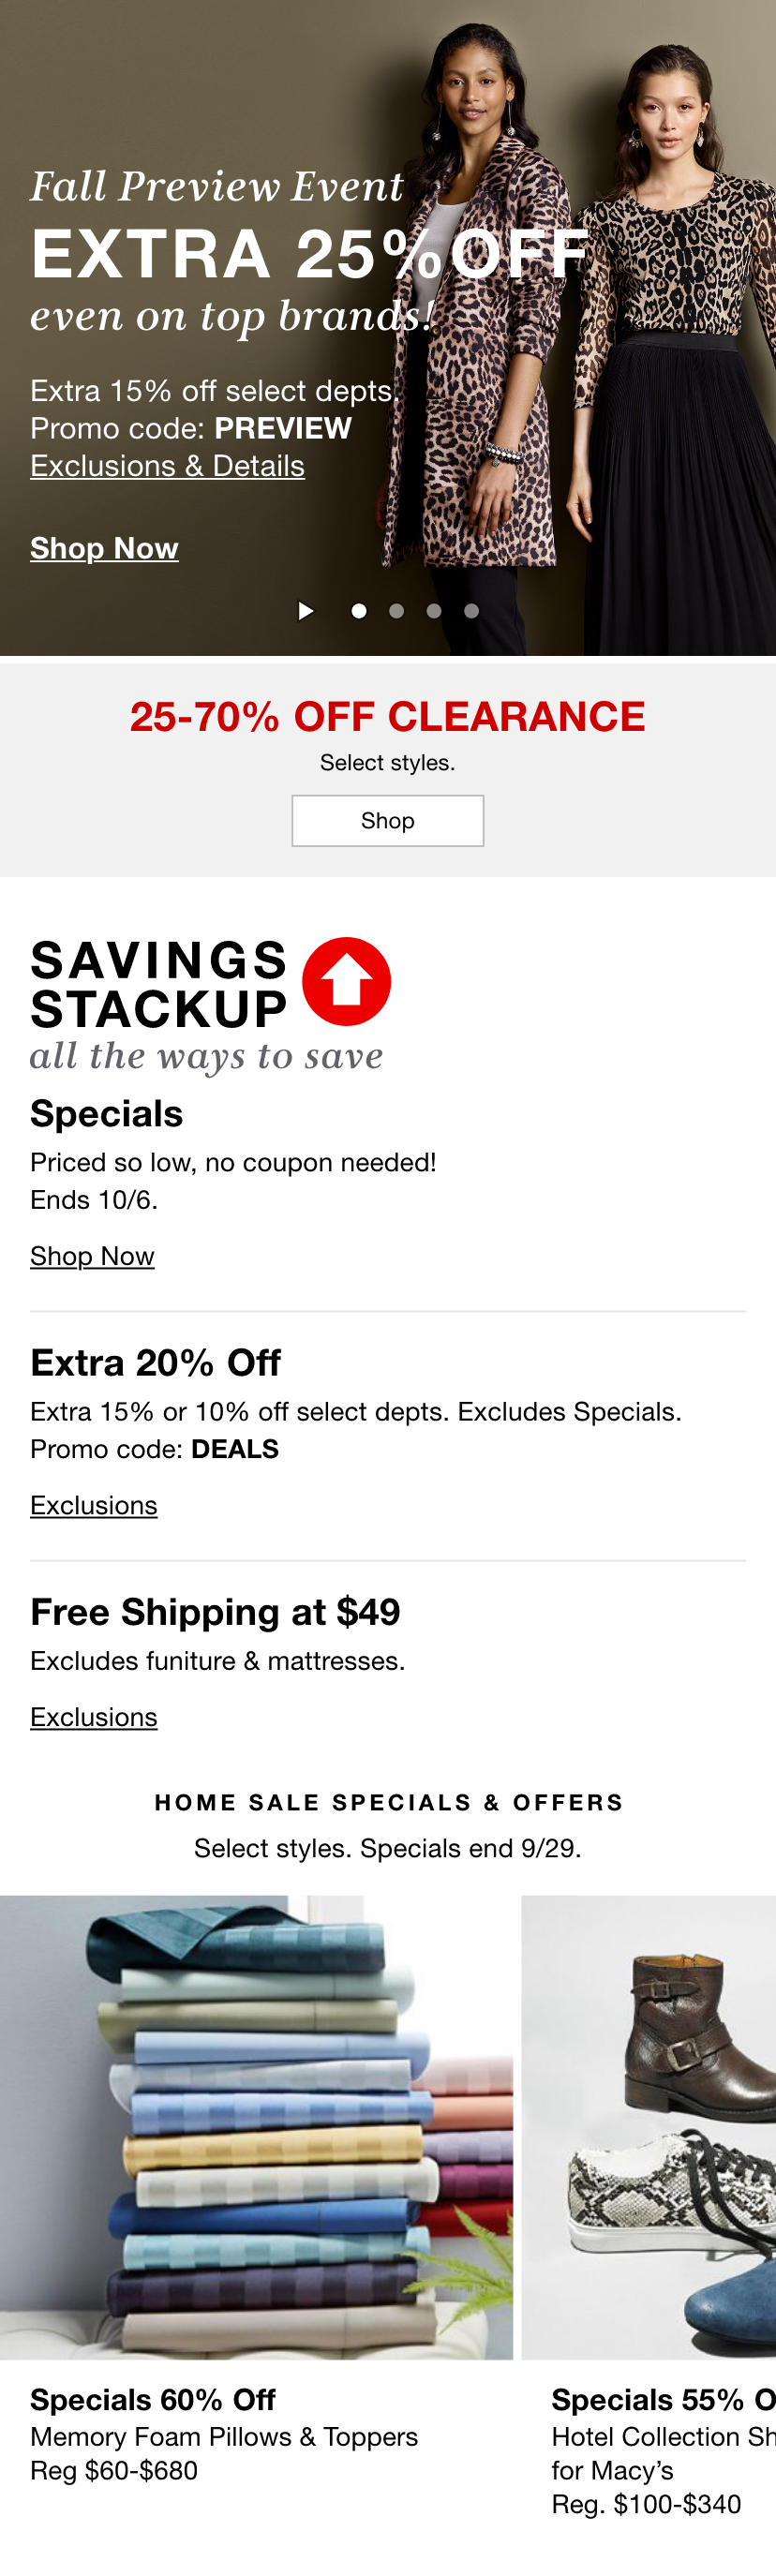 Fall Preview Event
EXTRA 25%OFF
even on top brands!
Extra 15% off select depts.
Promo code: PREVIEW
Exclusions & Details
Shop Now
25-70% OFF CLEARANCE
Select styles.
Shop
SAVINGS
STACKUP
all the ways to save
Specials
Priced so low, no coupon needed!
Ends 10/6.
Shop Now
Extra 20% Off
Extra 15% or 10% off select depts. Excludes Specials.
Promo code: DEALS
Exclusions
Free Shipping at $49
Excludes funiture & mattresses.
Exclusions
HOME SALE SPECIALS & OFFERS
Select styles. Specials end 9/29.
Specials 60% Off
Memory Foam Pillows & Toppers
Reg $60-$680
Specials 55%
Hotel Collection
for Macy’s
Reg. $100-$340